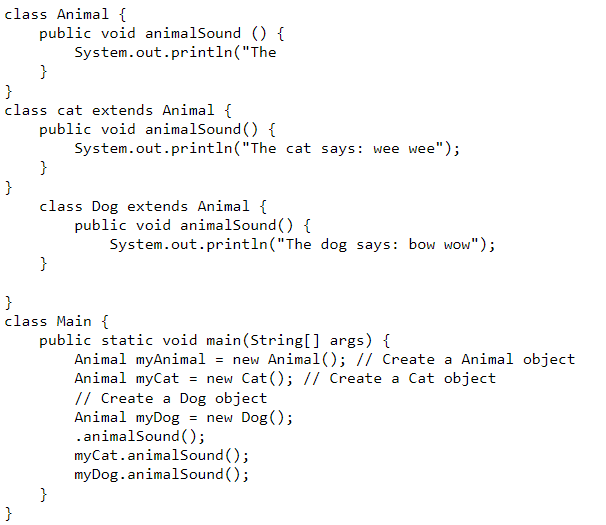 class Animal {
    public void animalSound () {
        System.out.println("The
    }
}
class cat extends Animal {
    public void animalSound() {
        System.out.println("The cat says: wee wee");
    }
}
    class Dog extends Animal {
        public void animalSound() {
            System.out.println("The dog says: bow wow");
    }

}
class Main {
    public static void main(String[] args) {
        Animal myAnimal = new Animal(); // Create a Animal object
        Animal myCat = new Cat(); // Create a Cat object
        // Create a Dog object
        Animal myDog = new Dog();
        .animalSound();
        myCat.animalSound();
        myDog.animalSound();
    }
}